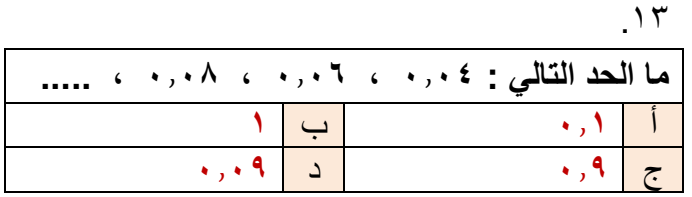 ١٣.
ما الحد التالي : ٠,٠٤ ، ٠,٠٦ ، ٠,٠٨ ، .....
أ ٠,١ ب ١
ج ٠,٩ د ٠,٠٩